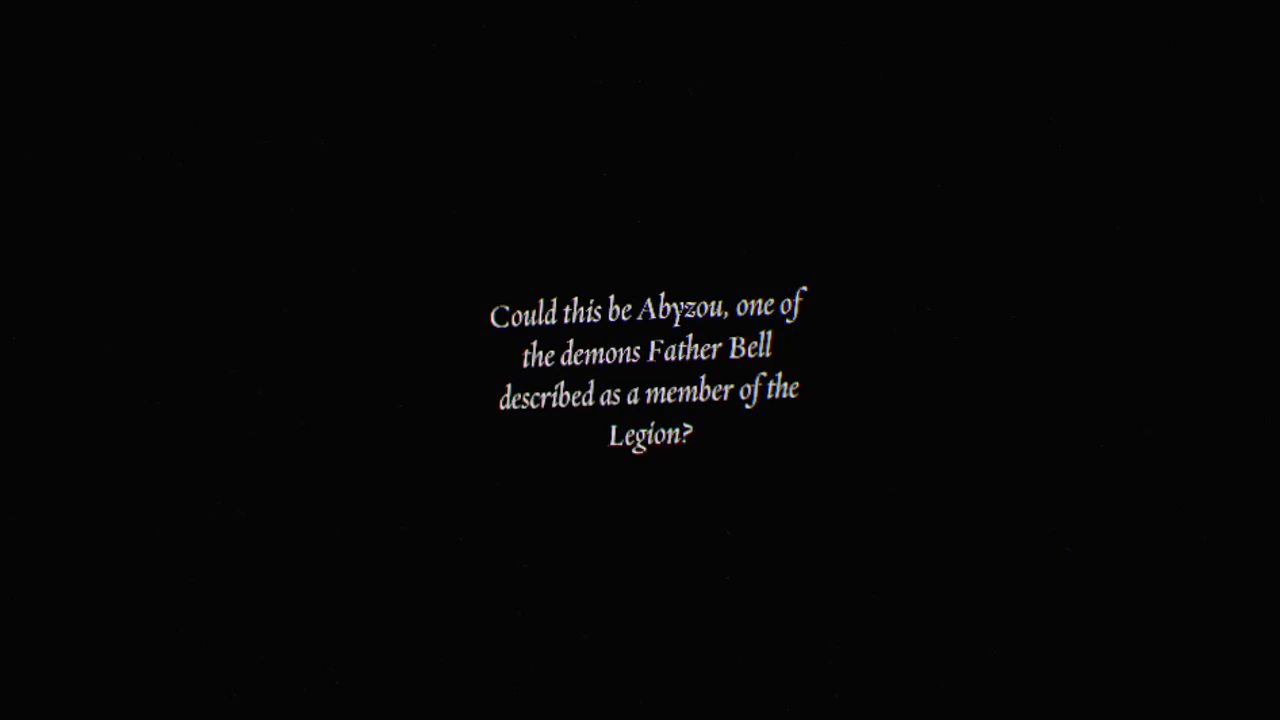 Could this be Abyzou, one of
the demons Father Bell
described as a member of the
Legion?